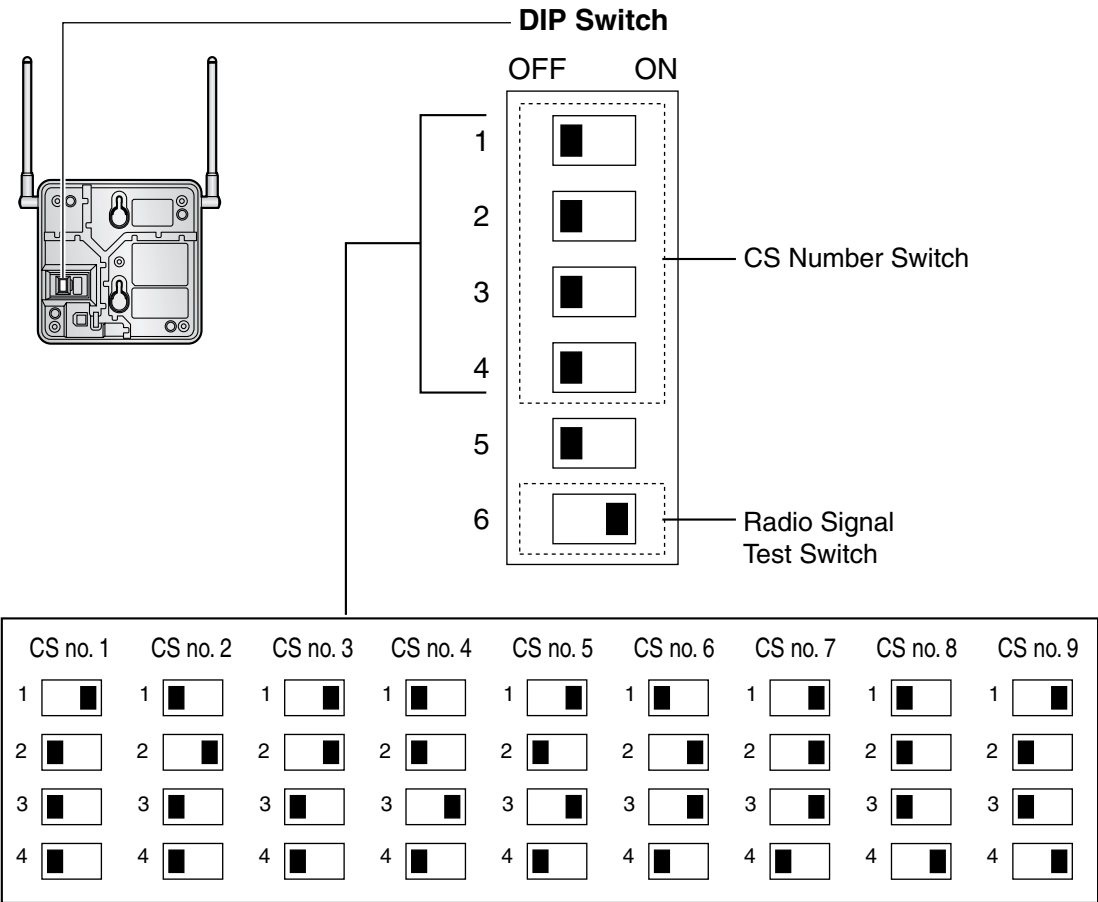 DIP Switch
OFF ON
1
2
3
4
5
6
CS Number Switch
Radio Signal
Test Switch
CS no. 1 CS no. 2 CS no. 3 CS no. 4 CS no. 5 CS no. 6 CS no. 7 CS no. 8 CS no. 9
1 1 1 1 1 1 1 1 1
2 2 2 2 2 2 2 2 2
3 3 3 3 3 3 3 3 3
4 4 4 4 4 4 4 4 4